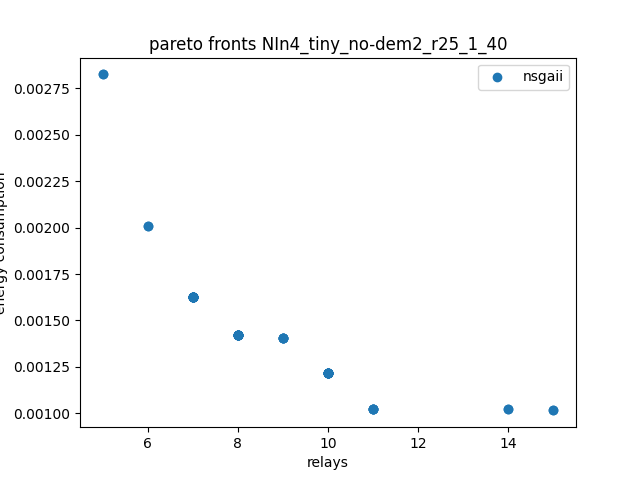 pareto fronts NIn4_tiny_no-dem2_r25_1_40
nsgaii
0.00275
0.00250
0.00225
0.00200
0.00175
0.00150
0.00125
0.00100
energy consumption
6 8 10 12 14
relays